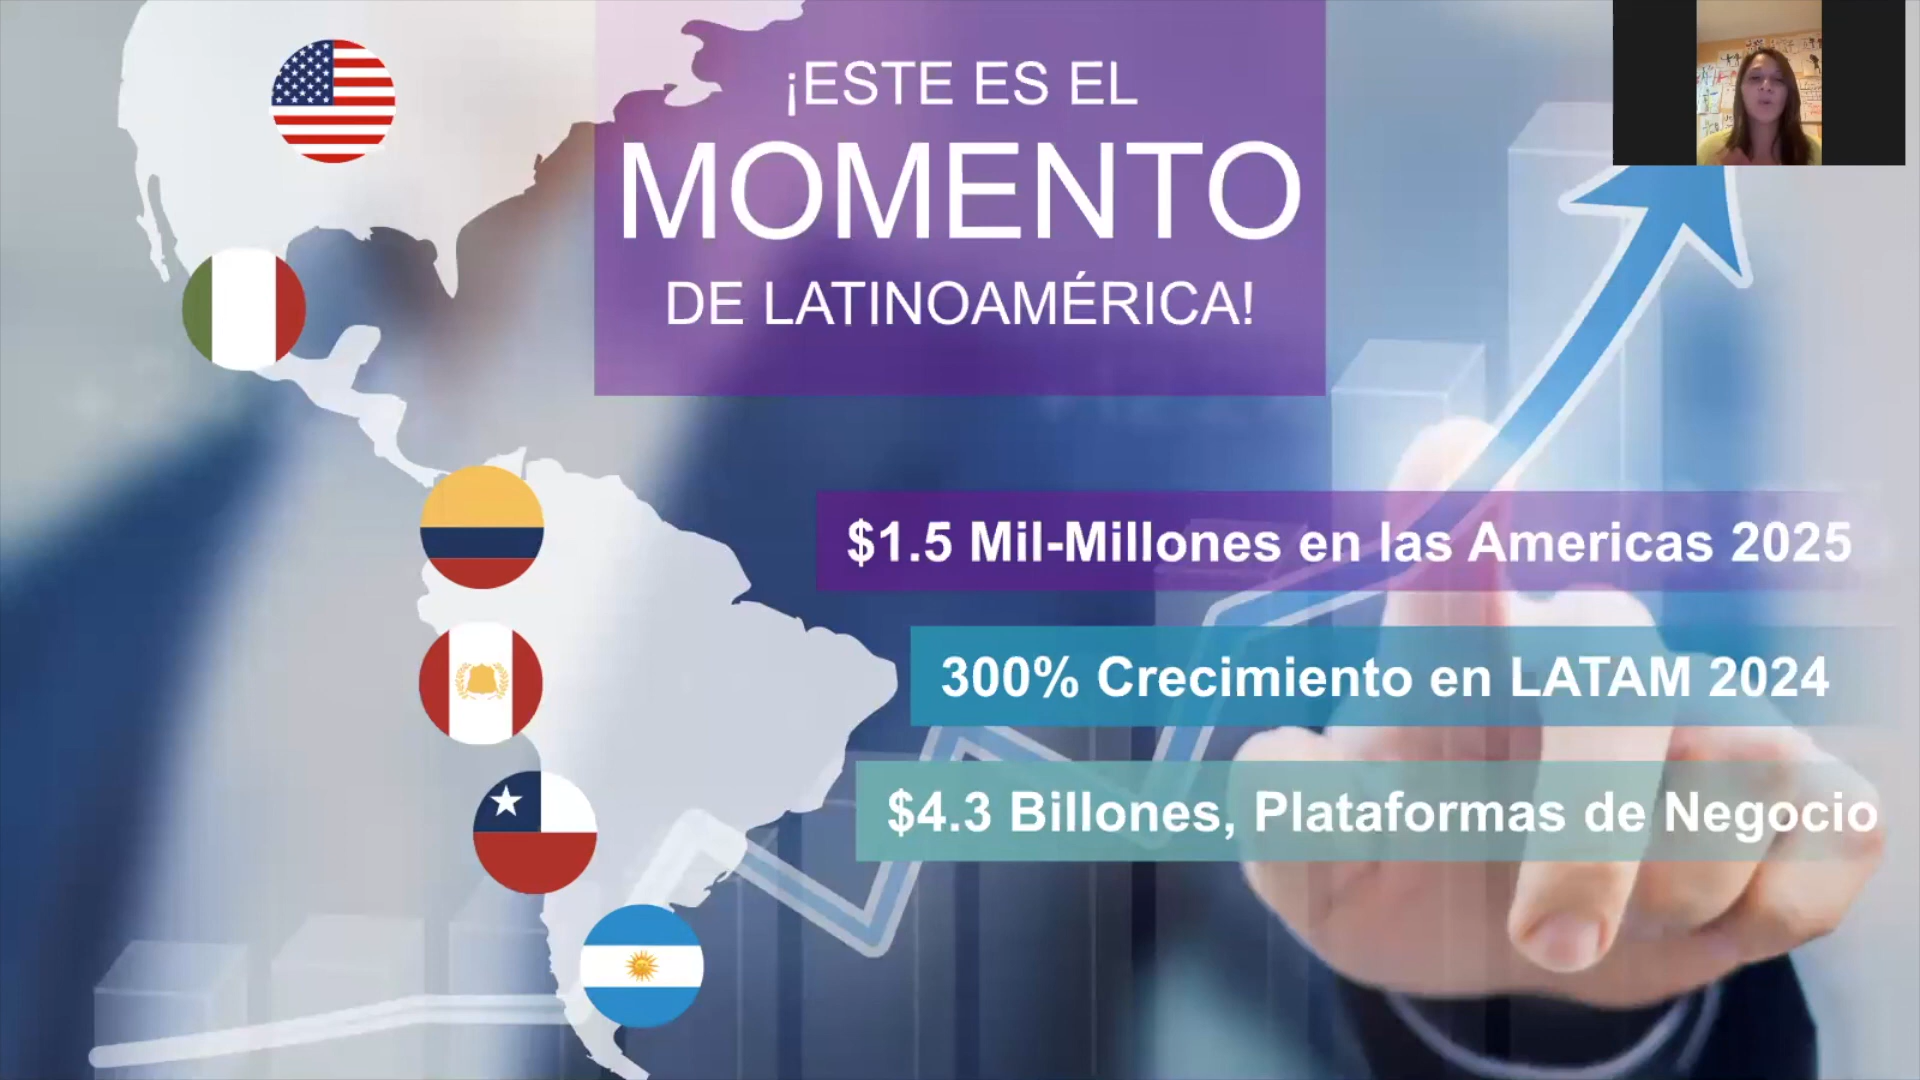 ¡ESTE ES EL
MOMENTO
DE LATINOAMÉRICA!
$1.5 Mil-Millones en las Americas 2025
300% Crecimiento en LATAM 2024
$4.3 Billones, Plataformas de Negocio